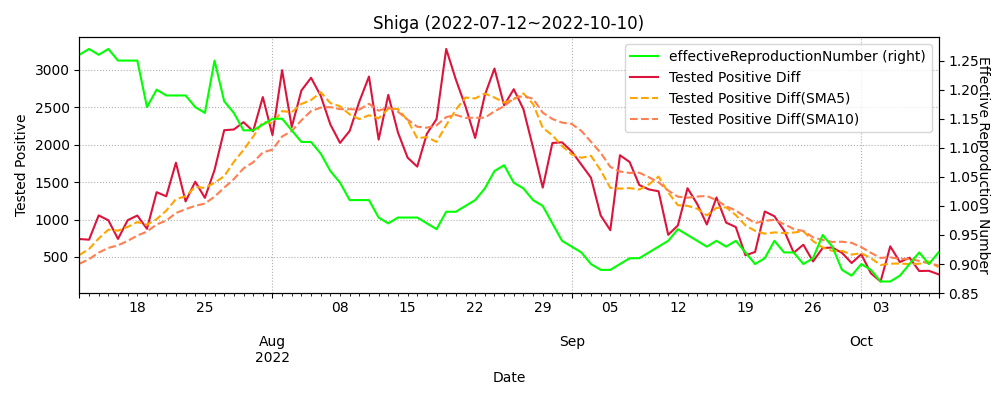 Shiga (2022-07-12~2022-10-10)
effectiveReproductionNumber (right)
Tested Positive Diff
Tested Positive Diff(SMA5)
Tested Positive Diff(SMA10)
Tested Positive
3000
2500
2000
1500
1000
500
Effective Reproduction Number
1.25
1.20
1.15
1.10
1.05
1.00
0.95
0.90
0.85
18 25 08 15 22 29 05 12 19 26 03
Aug Sep Oct
2022
Date